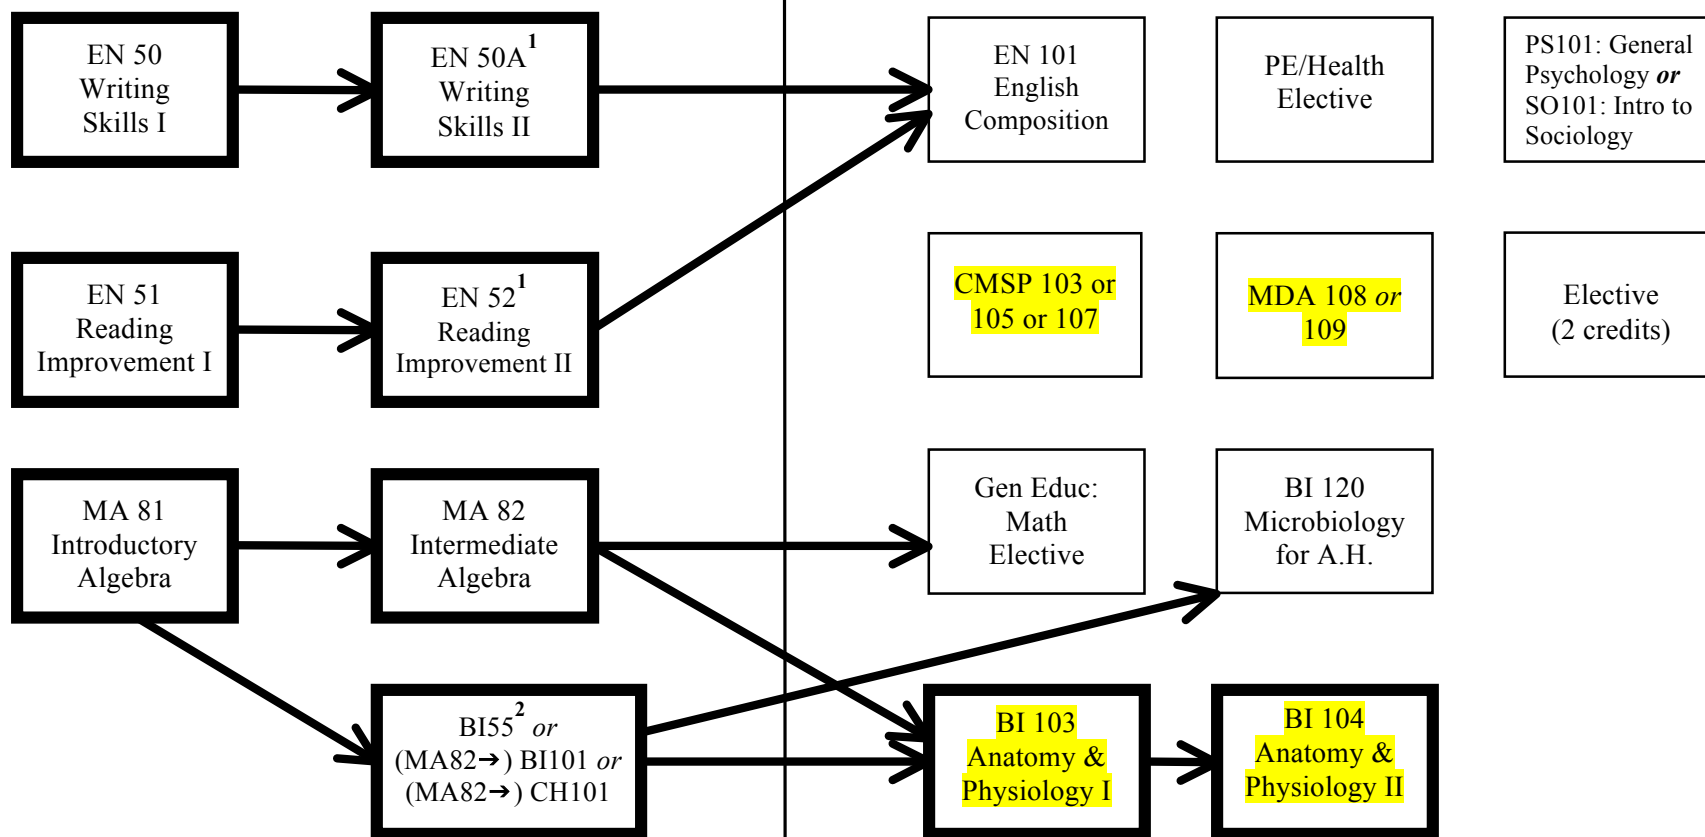 EN 50
Writing
Skills I
EN 50A1
Writing
Skills II
EN 101
English
Composition
PE/Health
Elective
PS101: General
Psychology or
SO101: Intro to
Sociology
EN 51
Reading
Improvement I
EN 521
Reading
Improvement II
CMSP 103 or
105 or 107
MDA 108 or
109
Elective
(2 credits)
MA 81
Introductory
Algebra
MA 82
Intermediate
Algebra
Gen Educ:
Math
Elective
BI 120
Microbiology
for A.H.
BI552 or
(MA82➔) BI101 or
(MA82➔) CH101
BI 103
Anatomy &
Physiology I
BI 104
Anatomy &
Physiology II